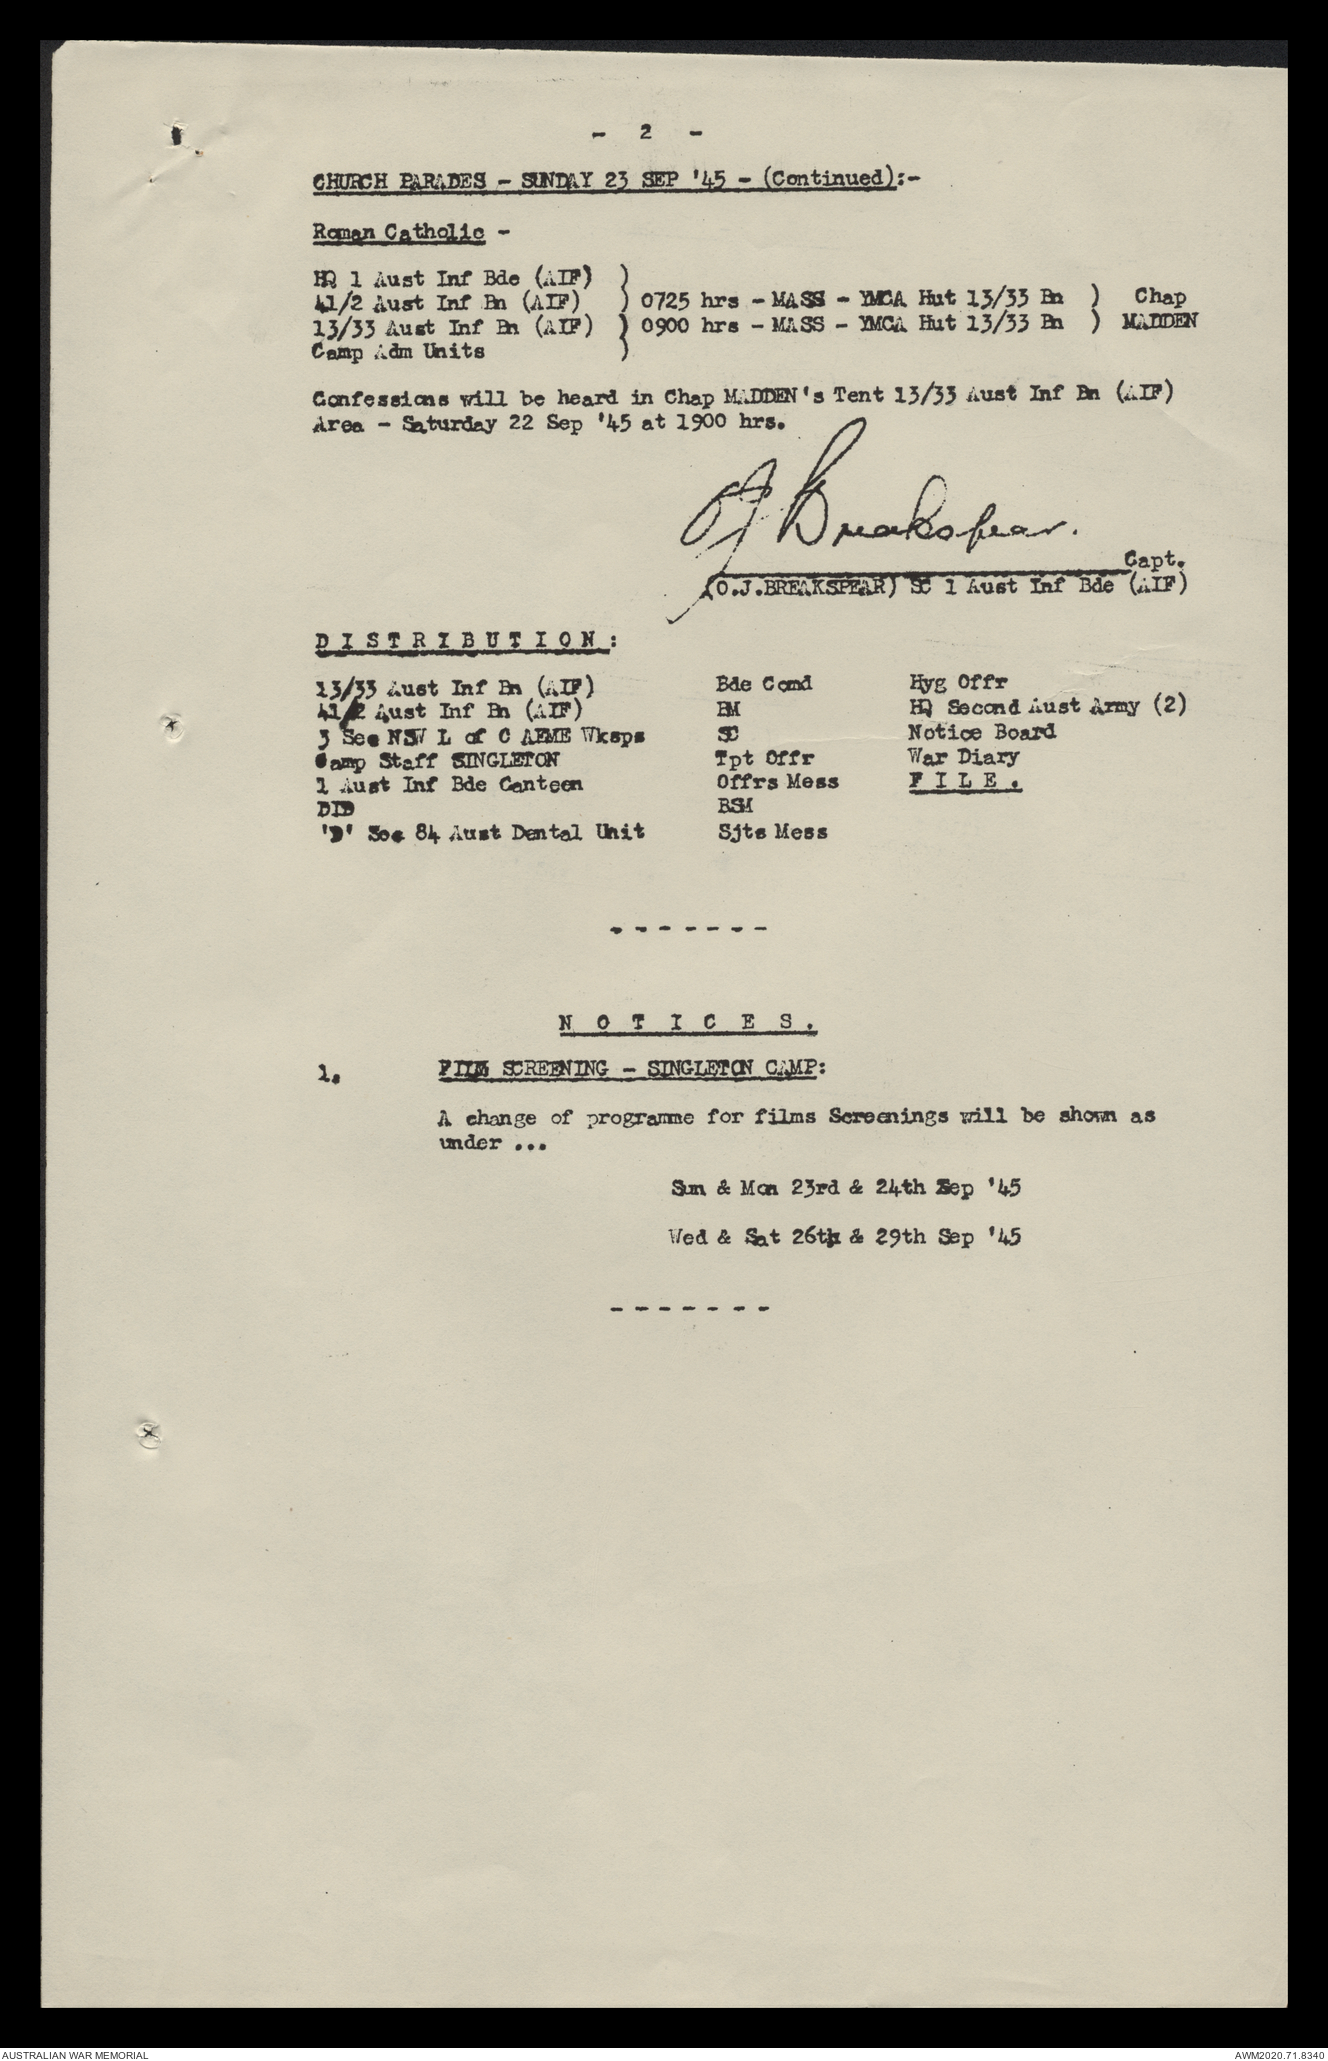 - 2 -
CHURCH PARADES - SUNDAY 23 SEP '45 - (Continued):-
Roman Catholic -
HQ 1 Aust Inf Bde (AIF) )
41/2 Aust Inf Bn (AIF) ) 0725 hrs - MASS - YMCA Hut 13/33 Bn ) Chap
13/33 Aust Inf Bn (AIF) ) 0900 hrs - MASS - YMCA Hut 13/33 Bn ) MADDEN
Camp Adm Units )
Confessions will be heard in Chap MADDEN's Tent 13/33 Aust Inf Bn (AIF)
Area - Saturday 22 Sep '45 at 1900 hrs.
OJ Breakspear.
Capt.
(O.J.BREAKSPEAR) SC 1 Aust Inf Bde (AIF)
D I S T R I B U T I O N :
13/33 Aust Inf Bn (AIF) Bde Comd Hyg Offr
41/2 Aust Inf Bn (AIF) BM HQ Second Aust Army (2)
3 Sec NSW L of C AEME Wksps SC Notice Board
Camp Staff SINGLETON Tpt Offr War Diary
1 Aust Inf Bde Canteen Offrs Mess F I L E .
DID BSM
'D' Sec 84 Aust Dental Unit Sjts Mess
- - - - - - -
N O T I C E S .
1. FILM SCREENING - SINGLETON CAMP:
A change of programme for films Screenings will be shown as
under ...
Sun & Mon 23rd & 24th Sep '45
Wed & Sat 26th & 29th Sep '45
- - - - - - -
AUSTRALIAN WAR MEMORIAL AWM2020.71.8340